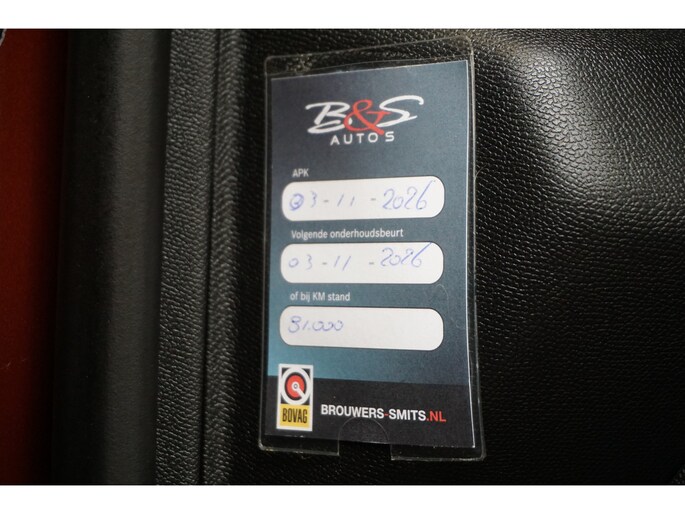 B&S
AUTO'S
APK
03-11-2026
Volgende onderhoudsbeurt
03-11-2026
of bij KM stand
81.000
BOVAG
BROUWERS-SMITS.NL